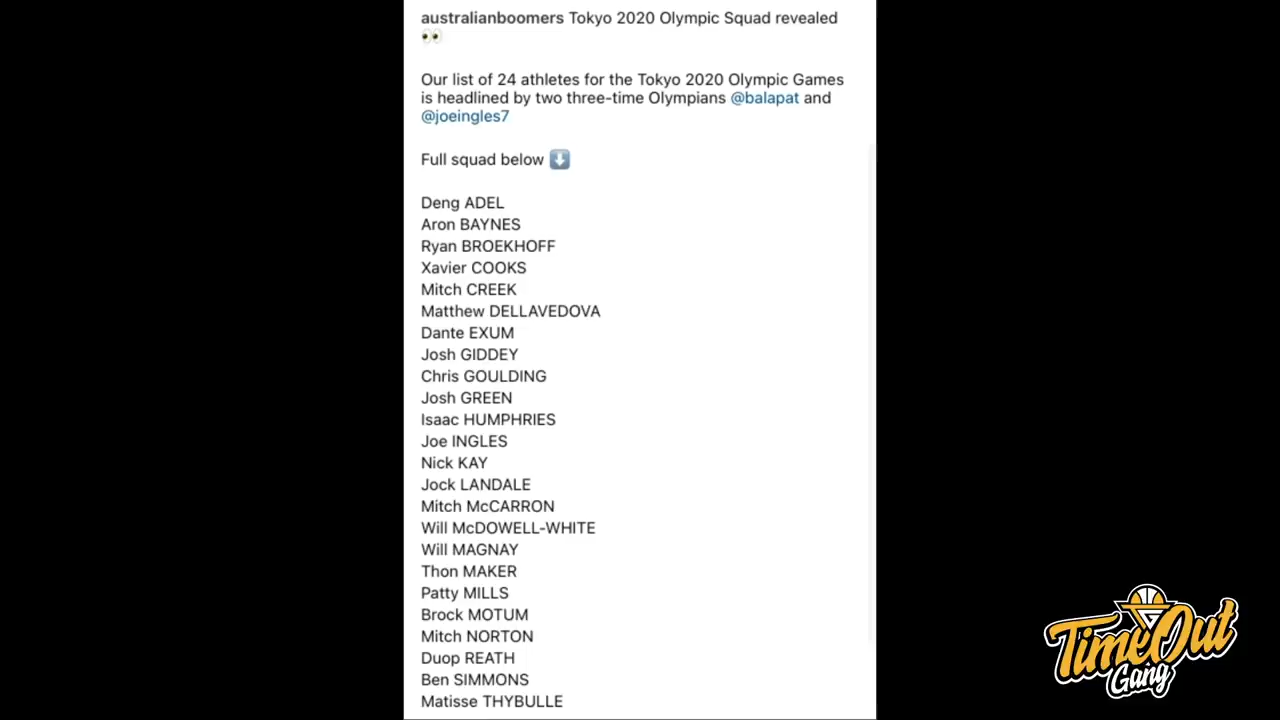 australianboomers Tokyo 2020 Olympic Squad revealed
👀
Our list of 24 athletes for the Tokyo 2020 Olympic Games
is headlined by two three-time Olympians @balapat and
@joeingles7
Full squad below ⬇️
Deng ADEL
Aron BAYNES
Ryan BROEKHOFF
Xavier COOKS
Mitch CREEK
Matthew DELLAVEDOVA
Dante EXUM
Josh GIDDEY
Chris GOULDING
Josh GREEN
Isaac HUMPHRIES
Joe INGLES
Nick KAY
Jock LANDALE
Mitch McCARRON
Will McDOWELL-WHITE
Will MAGNAY
Thon MAKER
Patty MILLS
Brock MOTUM
Mitch NORTON
Duop REATH
Ben SIMMONS
Matisse THYBULLE
TimeOut
Gang